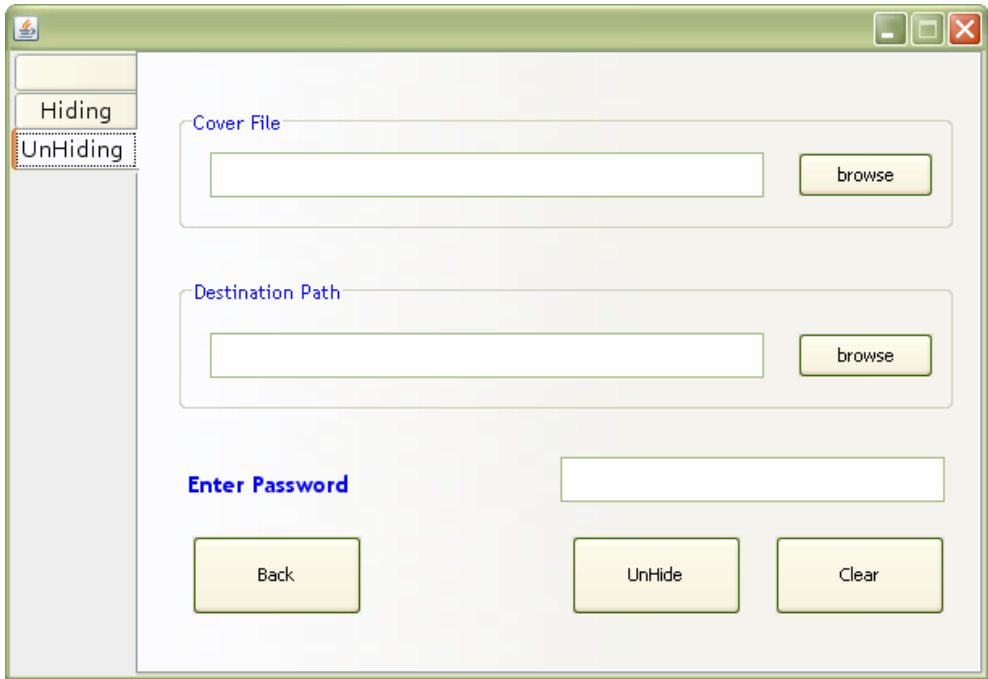 Hiding
UnHiding
Cover File
browse
Destination Path
browse
Enter Password
Back
UnHide
Clear